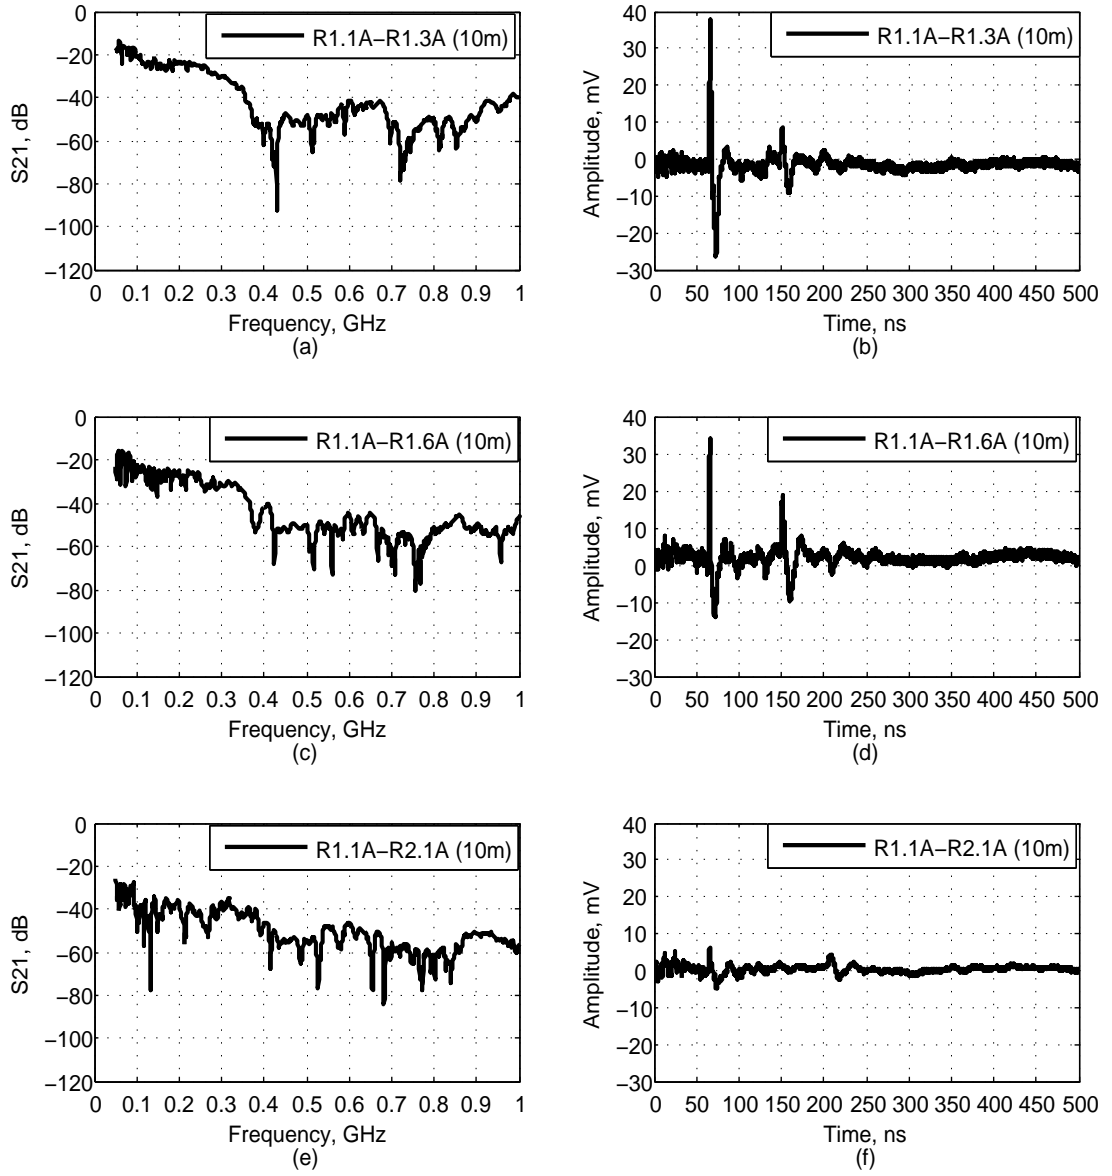 R1.1A−R1.3A (10m)
0
−20
−40
−60
−80
−100
−120
S21, dB
0 0.1 0.2 0.3 0.4 0.5 0.6 0.7 0.8 0.9 1
Frequency, GHz
(a)
R1.1A−R1.3A (10m)
40
30
20
10
0
−10
−20
−30
Amplitude, mV
0 50 100 150 200 250 300 350 400 450 500
Time, ns
(b)
R1.1A−R1.6A (10m)
0
−20
−40
−60
−80
−100
−120
S21, dB
0 0.1 0.2 0.3 0.4 0.5 0.6 0.7 0.8 0.9 1
Frequency, GHz
(c)
R1.1A−R1.6A (10m)
40
30
20
10
0
−10
−20
−30
Amplitude, mV
0 50 100 150 200 250 300 350 400 450 500
Time, ns
(d)
R1.1A−R2.1A (10m)
0
−20
−40
−60
−80
−100
−120
S21, dB
0 0.1 0.2 0.3 0.4 0.5 0.6 0.7 0.8 0.9 1
Frequency, GHz
(e)
R1.1A−R2.1A (10m)
40
30
20
10
0
−10
−20
−30
Amplitude, mV
0 50 100 150 200 250 300 350 400 450 500
Time, ns
(f)